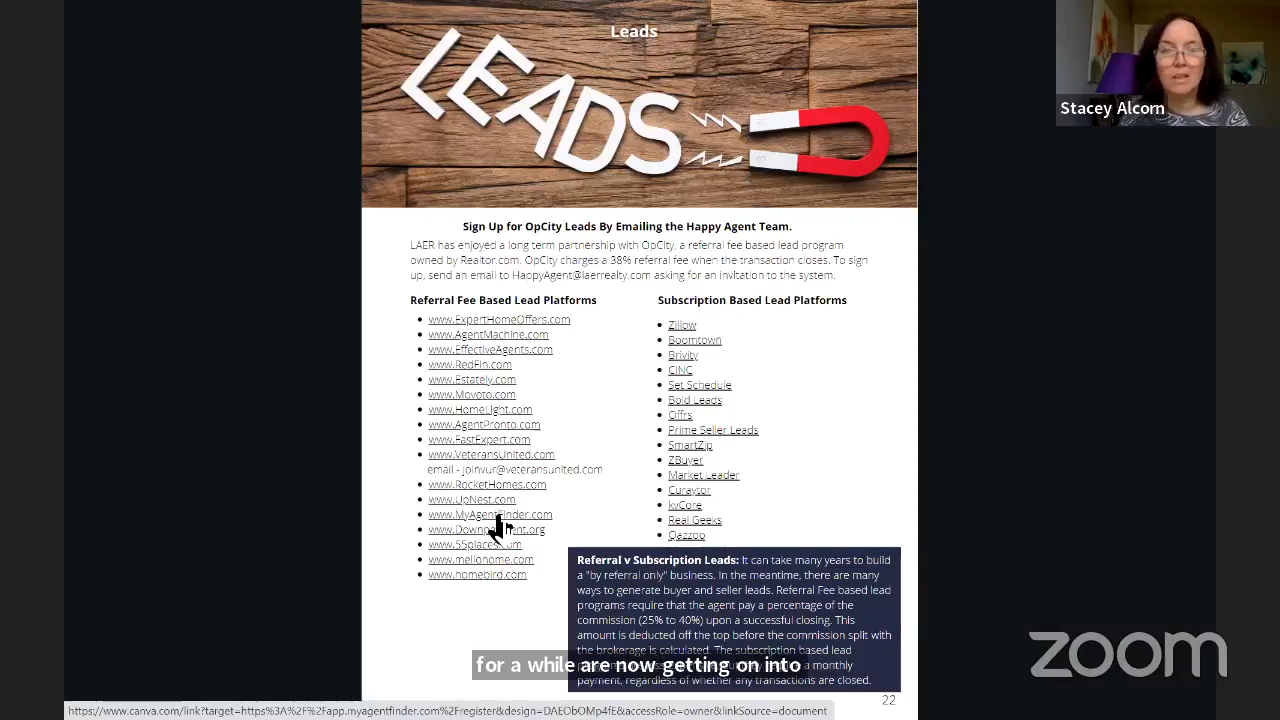 Leads
LEADS
Stacey Alcorn
Sign Up for OpCity Leads By Emailing the Happy Agent Team.
LAER has enjoyed a long term partnership with OpCity, a referral fee based lead program
owned by Realtor.com. OpCity charges a 38% referral fee when the transaction closes. To sign
up, send an email to HappyAgent@laerrealty.com asking for an invitation to the system.
Referral Fee Based Lead Platforms
www.ExpertHomeOffers.com
www.AgentMachine.com
www.EffectiveAgents.com
www.RedFin.com
www.Estately.com
www.Movoto.com
www.HomeLight.com
www.AgentPronto.com
www.FastExpert.com
www.VeteransUnited.com
email - joinvur@veteransunited.com
www.RocketHomes.com
www.UpNest.com
www.MyAgentFinder.com
www.55places.com
www.mellohome.com
www.homebird.com
Subscription Based Lead Platforms
Zillow
Boomtown
Brivity
CINC
Set Schedule
Bold Leads
Offrs
Prime Seller Leads
SmartZip
ZBuyer
Market Leader
Curaytor
kvCore
Real Geeks
Qazzoo
Referral v Subscription Leads: It can take many years to build
a "by referral only" business. In the meantime, there are many
ways to generate buyer and seller leads. Referral Fee based lead
programs require that the agent pay a percentage of the
commission (25% to 40%) upon a successful closing. This
amount is deducted off the top before the commission split with
the brokerage is calculated. The subscription based lead
a monthly
payment, regardless of whether any transactions are closed.
for a while are now getting on into
zoom
22
https://www.canva.com/link?target=https%3A%2F%2Fapp.myagentfinder.com%2Fregister&design=DAEObOMp4fE&accessRole=owner&linkSource=document